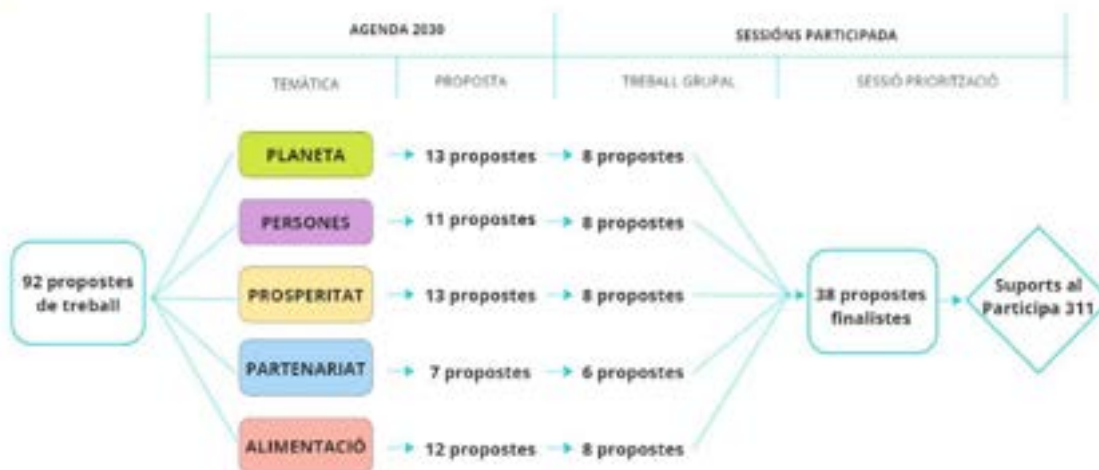 AGENDA 2030
SESSIÓNS PARTICIPADA
TEMÀTICA
PROPOSTA
TREBALL GRUPAL
SESSIÓ PRIORITZACIÓ
PLANETA
13 propostes
8 propostes
PERSONES
11 propostes
8 propostes
92 propostes
de treball
PROSPERITAT
13 propostes
8 propostes
38 propostes
finalistes
Suports al
Participa 311
PARTENARIAT
7 propostes
6 propostes
ALIMENTACIÓ
12 propostes
8 propostes